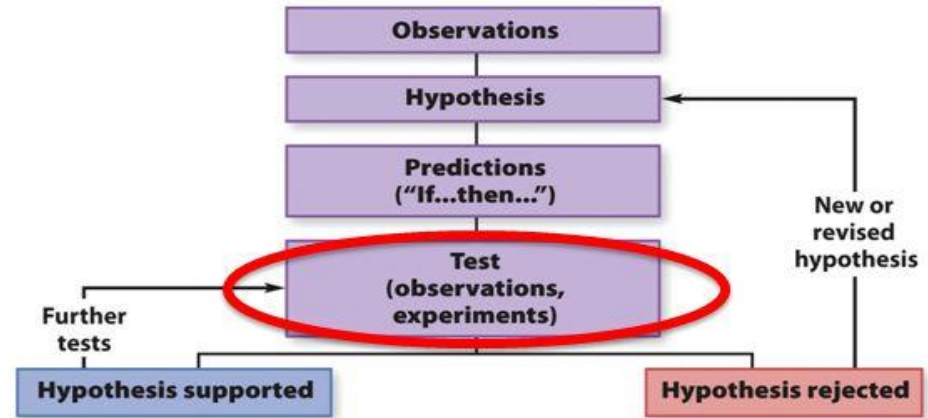 Observations
Hypothesis
Predictions
(“If...then...”)
Test
(observations,
experiments)
New or
revised
hypothesis
Further
tests
Hypothesis supported
Hypothesis rejected